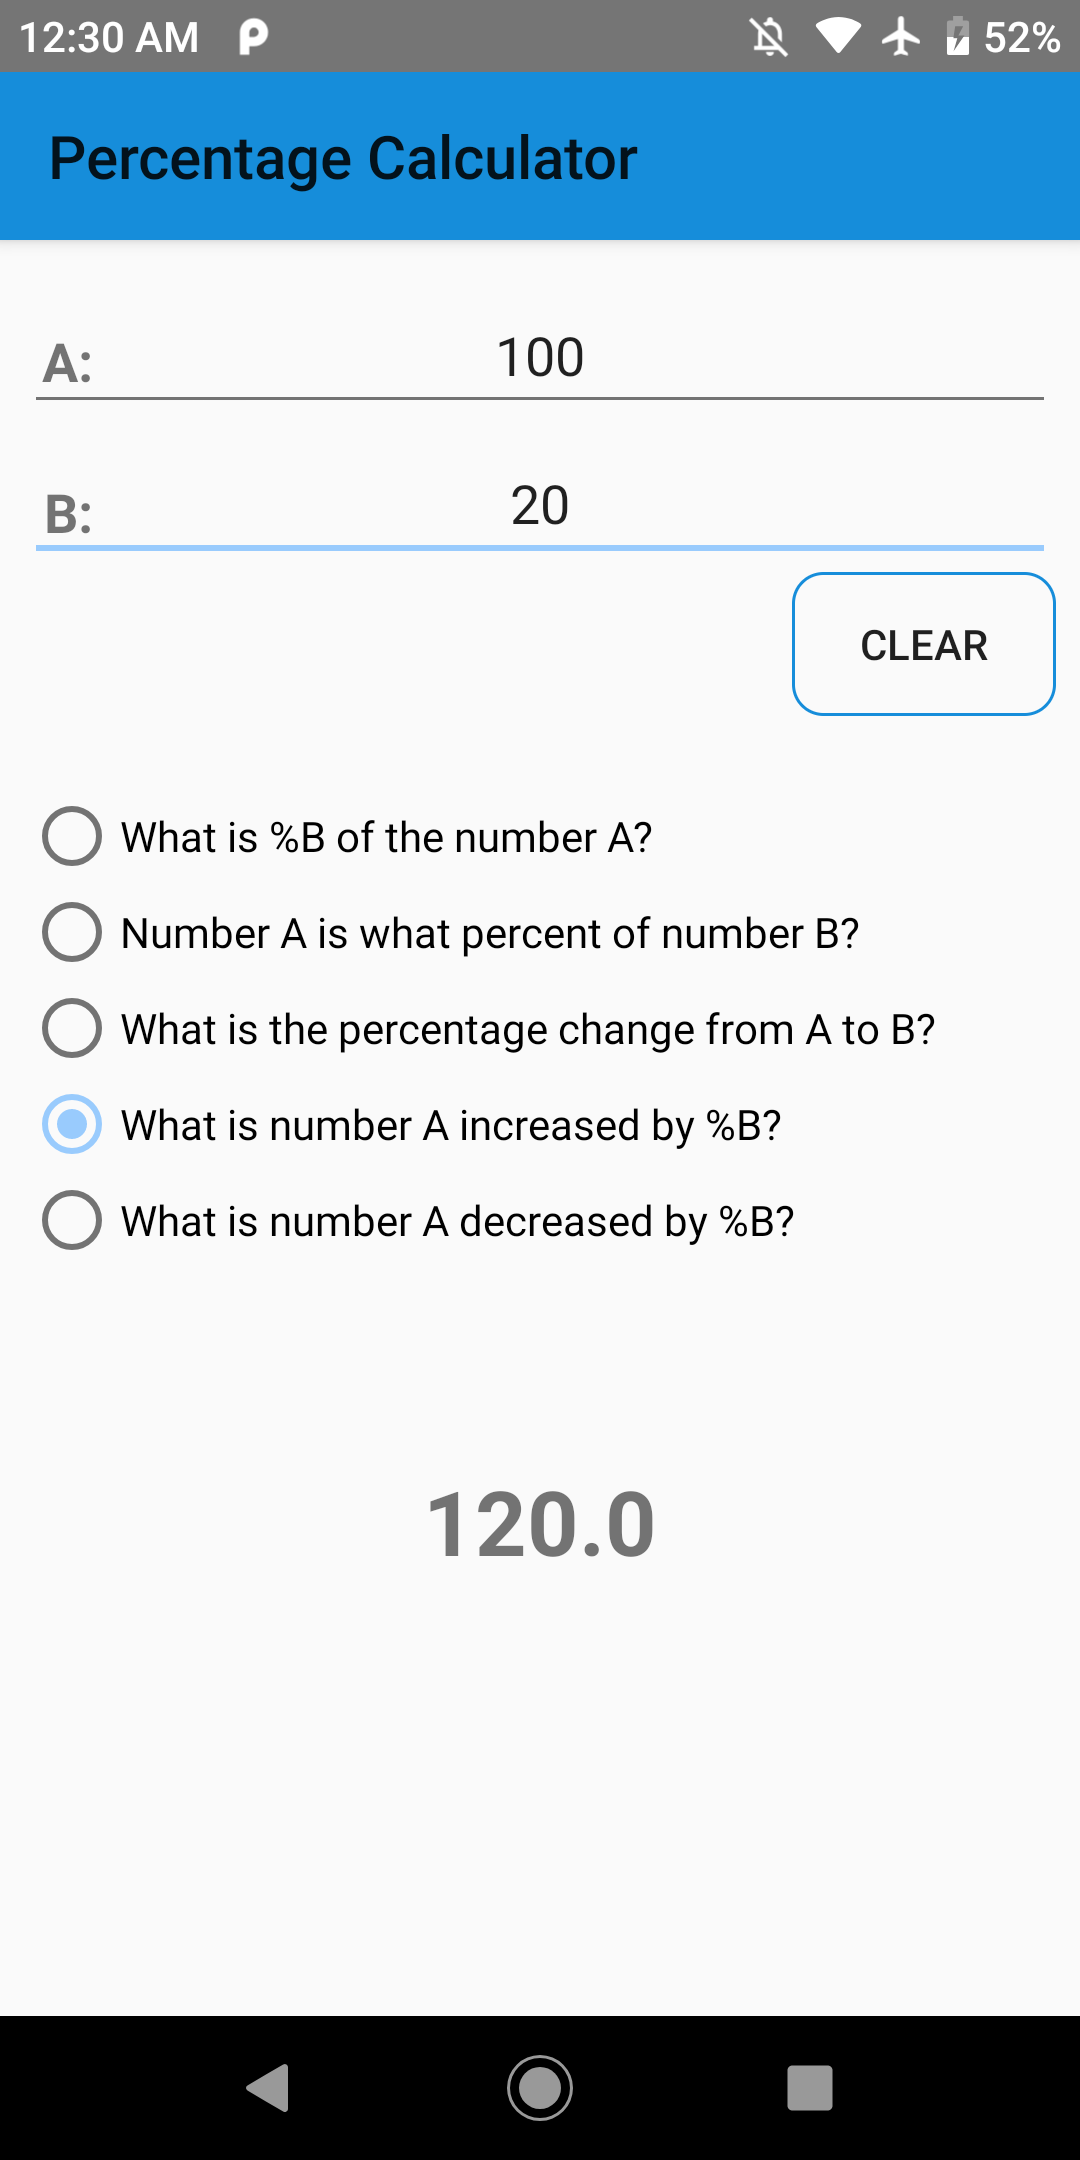 12:30 AM 52%
Percentage Calculator
A: 100
B: 20
CLEAR
What is %B of the number A?
Number A is what percent of number B?
What is the percentage change from A to B?
What is number A increased by %B?
What is number A decreased by %B?
120.0